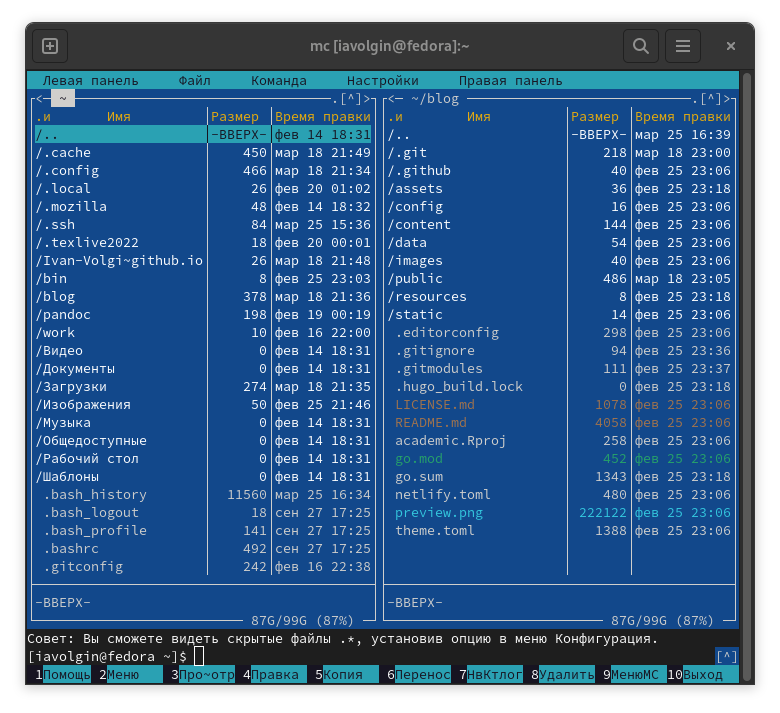 mc [iavolgin@fedora]:~
Левая панель Файл Команда Настройки Правая панель
<─ ~ .[^]> <─ ~/blog .[^]>
.и Имя Размер Время правки .и Имя Размер Время правки
/.. -ВВЕРХ- фев 14 18:31 /.. -ВВЕРХ- мар 25 16:39
/.cache 450 мар 18 21:49 /.git 218 мар 18 23:00
/.config 466 мар 18 21:34 /.github 40 фев 25 23:06
/.local 26 фев 20 01:02 /assets 36 фев 25 23:18
/.mozilla 48 фев 14 18:32 /config 16 фев 25 23:06
/.ssh 84 мар 25 15:36 /content 144 фев 25 23:06
/.texlive2022 18 фев 20 00:01 /data 54 фев 25 23:06
/Ivan-Volgi~github.io 26 мар 18 21:48 /images 40 фев 25 23:06
/bin 8 фев 25 23:03 /public 486 мар 18 23:05
/blog 378 мар 18 21:36 /resources 8 фев 25 23:18
/pandoc 198 фев 19 00:19 /static 14 фев 25 23:06
/work 10 фев 16 22:00 .editorconfig 298 фев 25 23:06
/Видео 0 фев 14 18:31 .gitignore 94 фев 25 23:36
/Документы 0 фев 14 18:31 .gitmodules 111 фев 25 23:37
/Загрузки 274 мар 18 21:35 .hugo_build.lock 0 фев 25 23:18
/Изображения 50 фев 25 21:46 LICENSE.md 1078 фев 25 23:06
/Музыка 0 фев 14 18:31 README.md 4058 фев 25 23:06
/Общедоступные 0 фев 14 18:31 academic.Rproj 258 фев 25 23:06
/Рабочий стол 0 фев 14 18:31 go.mod 452 фев 25 23:06
/Шаблоны 0 фев 14 18:31 go.sum 1343 фев 25 23:18
.bash_history 11560 мар 25 16:34 netlify.toml 480 фев 25 23:06
.bash_logout 18 сен 27 17:25 preview.png 222122 фев 25 23:06
.bash_profile 141 сен 27 17:25 theme.toml 1388 фев 25 23:06
.bashrc 492 сен 27 17:25
.gitconfig 242 фев 16 22:38
-ВВЕРХ- -ВВЕРХ-
87G/99G (87%) 87G/99G (87%)
Совет: Вы сможете видеть скрытые файлы .*, установив опцию в меню Конфигурация.
[iavolgin@fedora ~]$ [^]
1Помощь 2Меню 3Про~отр 4Правка 5Копия 6Перенос 7НвКтлог 8Удалить 9МенюMC 10Выход